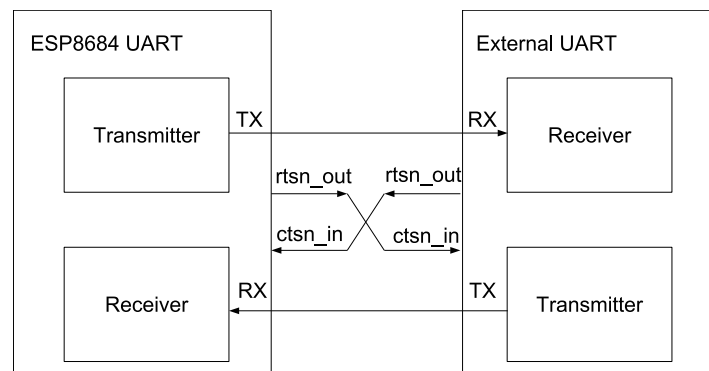 ESP8684 UART
External UART
Transmitter
TX
RX
Receiver
rtsn_out
rtsn_out
ctsn_in
ctsn_in
Receiver
RX
TX
Transmitter